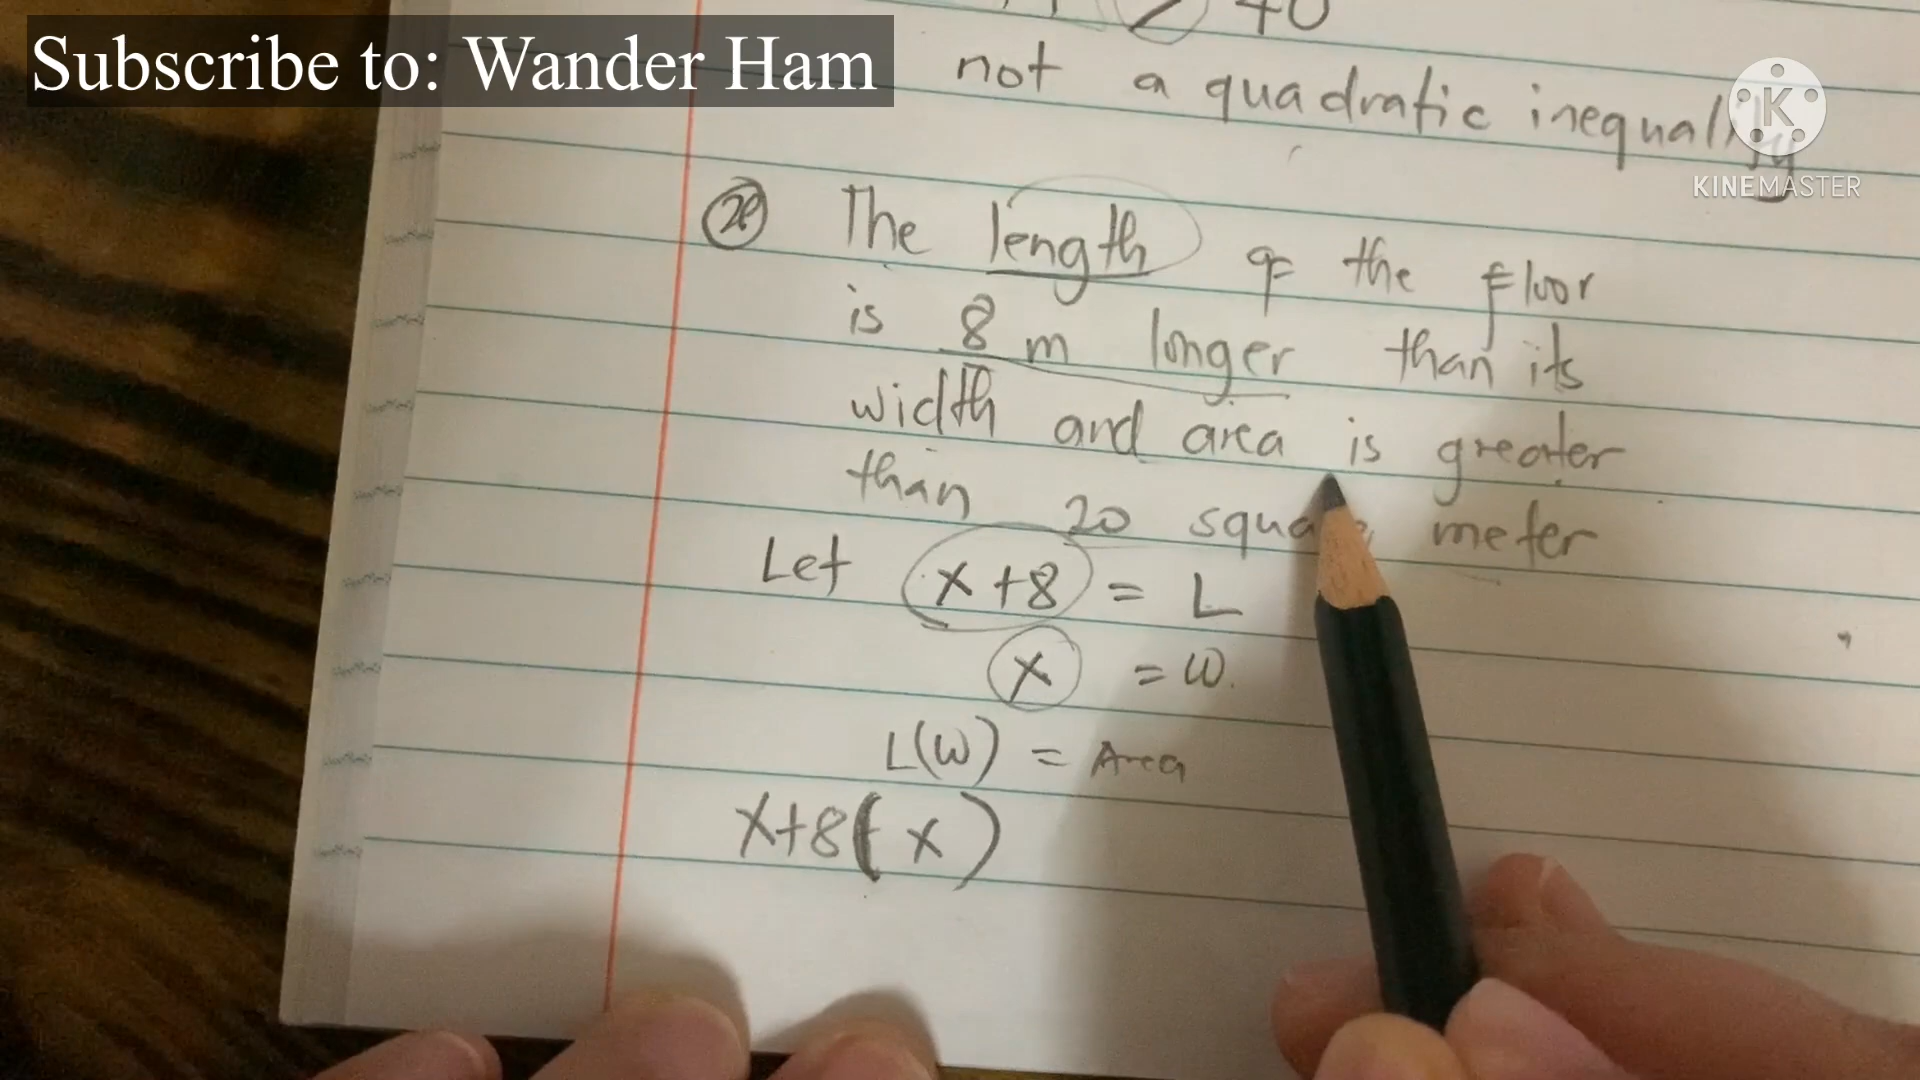 Subscribe to: Wander Ham
40
not a quadratic inequality
KINEMASTER
The length of the floor
is 8 m longer than its
width and area is greater
than 20 square meter
Let x+8 = L
x = W.
L(W) = Area
x+8(x)